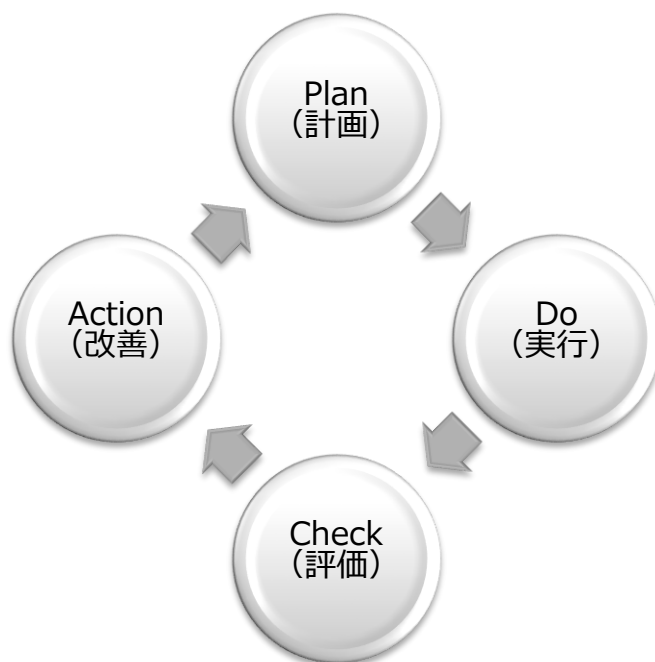 Plan
（計画）
Do
（実行）
Check
（評価）
Action
（改善）